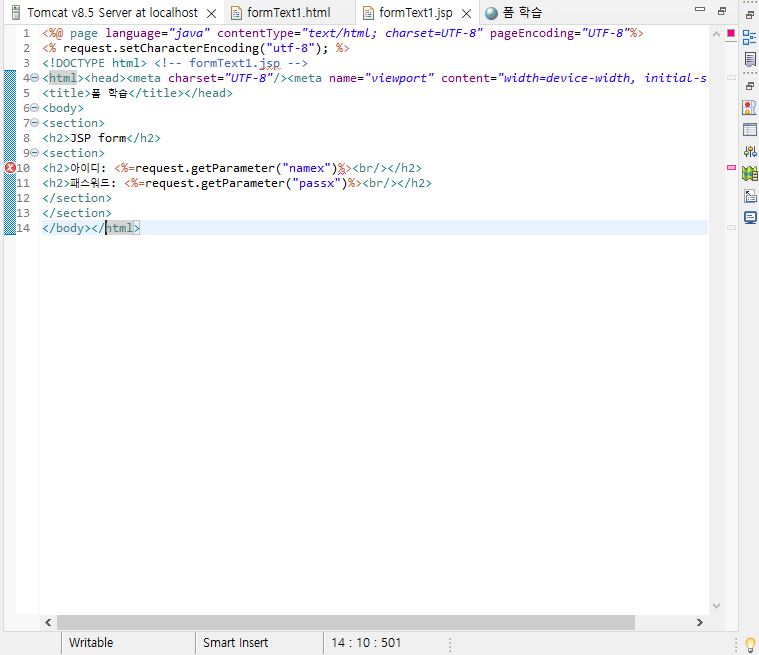 Tomcat v8.5 Server at localhost formText1.html formText1.jsp 폼 학습
1 <%@ page language="java" contentType="text/html; charset=UTF-8" pageEncoding="UTF-8"%>
2 <% request.setCharacterEncoding("utf-8"); %>
3 <!DOCTYPE html> <!-- formText1.jsp -->
4 <html><head><meta charset="UTF-8"/><meta name="viewport" content="width=device-width, initial-s
5 <title>폼 학습</title></head>
6 <body>
7 <section>
8 <h2>JSP form</h2>
9 <section>
10 <h2>아이디: <%=request.getParameter("namex")%><br/></h2>
11 <h2>패스워드: <%=request.getParameter("passx")%><br/></h2>
12 </section>
13 </section>
14 </body></html>
Writable Smart Insert 14 : 10 : 501